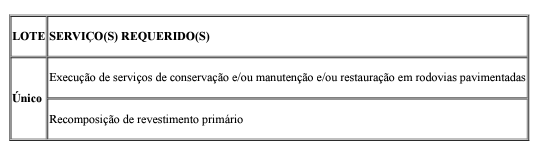 LOTE SERVIÇO(S) REQUERIDO(S)
Único
Execução de serviços de conservação e/ou manutenção e/ou restauração em rodovias pavimentadas
Recomposição de revestimento primário